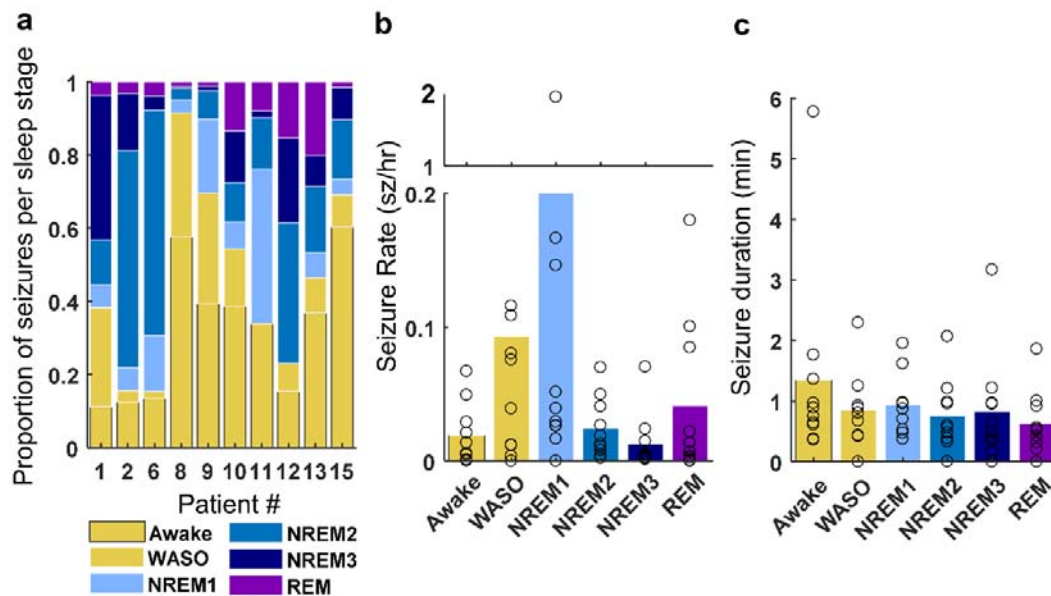 a
Proportion of seizures per sleep stage
1
0.8
0.6
0.4
0.2
0
1 2 6 8 9 10 11 12 13 15
Patient #
Awake
WASO
NREM1
NREM2
NREM3
REM
b
Seizure Rate (sz/hr)
2
1
0.2
0.1
0
Awake WASO NREM1 NREM2 NREM3 REM
c
Seizure duration (min)
6
5
4
3
2
1
0
Awake WASO NREM1 NREM2 NREM3 REM